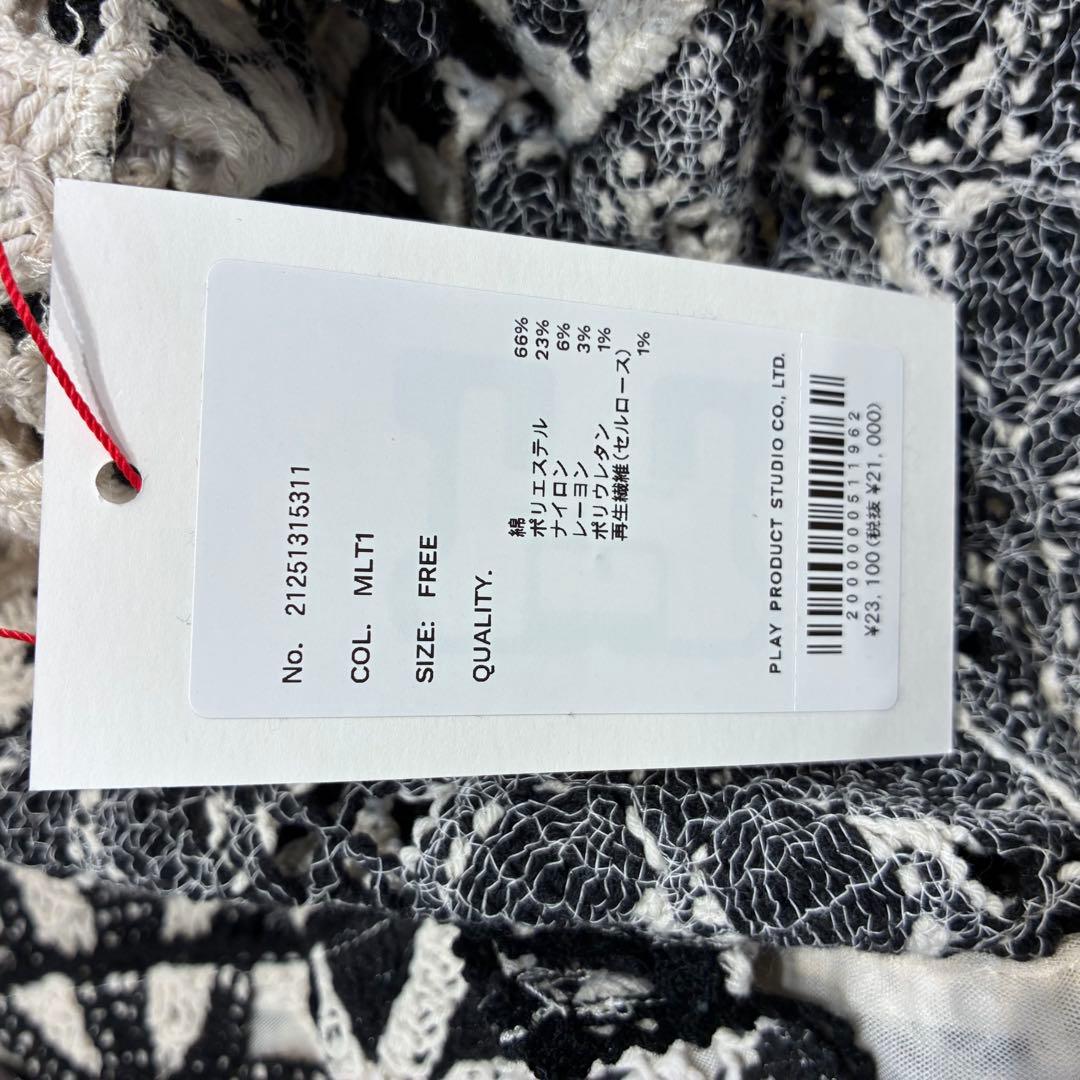 No. 21251315311
COL. MLT1
SIZE: FREE
QUALITY.
綿 66%
ポリエステル 23%
ナイロン 6%
レーヨン 3%
ポリウレタン 1%
再生繊維(セルロース)
1%
PLAY PRODUCT STUDIO CO., LTD.
2000000511962
¥23,100(税抜 ¥21,000)